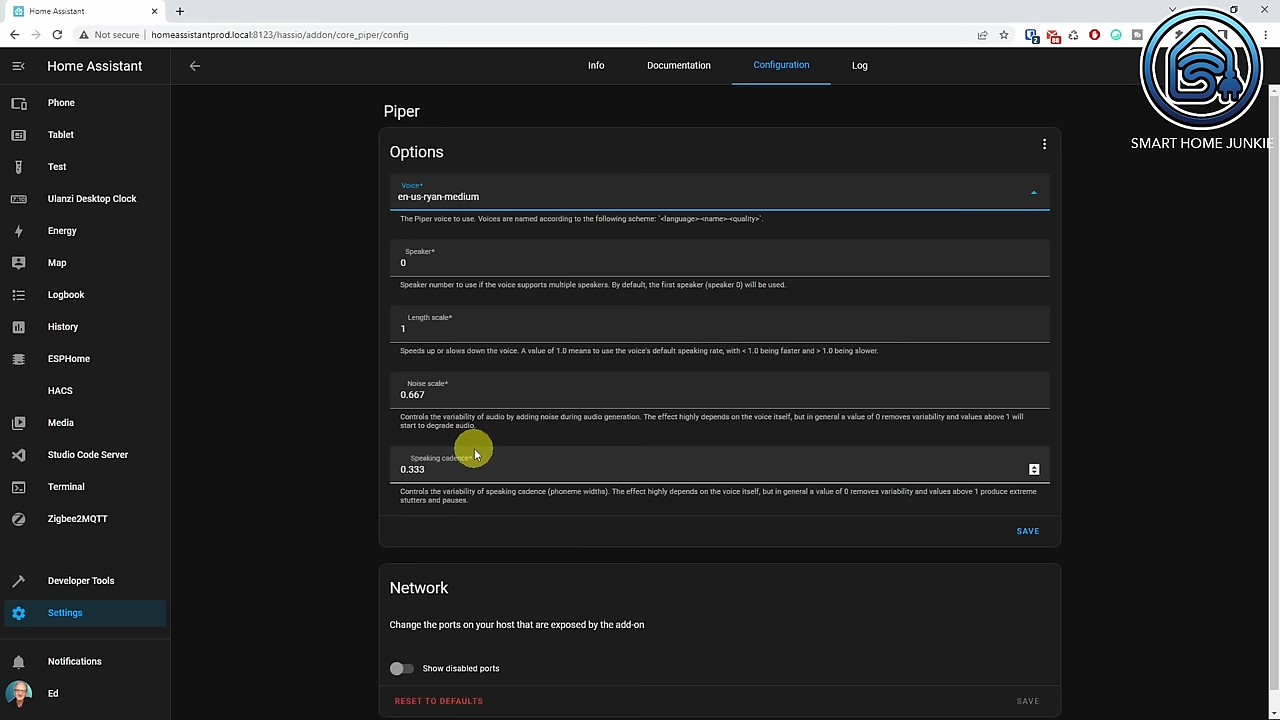 Home Assistant
Not secure
homeassistantprod.local:8123/hassio/addon/core_piper/config
2
88
SMART HOME JUNKIE
Home Assistant
Info
Documentation
Configuration
Log
Phone
Tablet
Test
Ulanzi Desktop Clock
Energy
Map
Logbook
History
ESPHome
HACS
Media
Studio Code Server
Terminal
Zigbee2MQTT
Developer Tools
Settings
Notifications
Ed
Piper
Options
Voice*
en-us-ryan-medium
The Piper voice to use. Voices are named according to the following scheme: `<language>-<name>-<quality>`.
Speaker*
0
Speaker number to use if the voice supports multiple speakers. By default, the first speaker (speaker 0) will be used.
Length scale*
1
Speeds up or slows down the voice. A value of 1.0 means to use the voice's default speaking rate, with < 1.0 being faster and > 1.0 being slower.
Noise scale*
0.667
Controls the variability of audio by adding noise during audio generation. The effect highly depends on the voice itself, but in general a value of 0 removes variability and values above 1 will
start to degrade audio.
Speaking cadence*
0.333
Controls the variability of speaking cadence (phoneme widths). The effect highly depends on the voice itself, but in general a value of 0 removes variability and values above 1 produce extreme
stutters and pauses.
SAVE
Network
Change the ports on your host that are exposed by the add-on
Show disabled ports
RESET TO DEFAULTS
SAVE